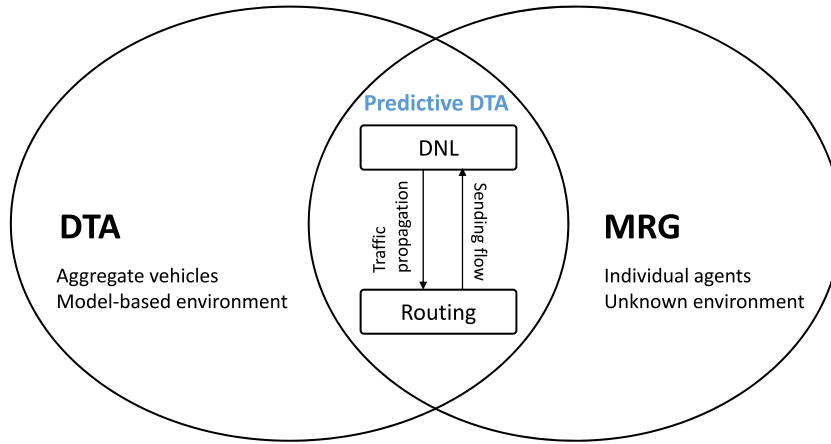 Predictive DTA
DNL
Traffic
propagation
Sending flow
Routing
DTA
Aggregate vehicles
Model-based environment
MRG
Individual agents
Unknown environment